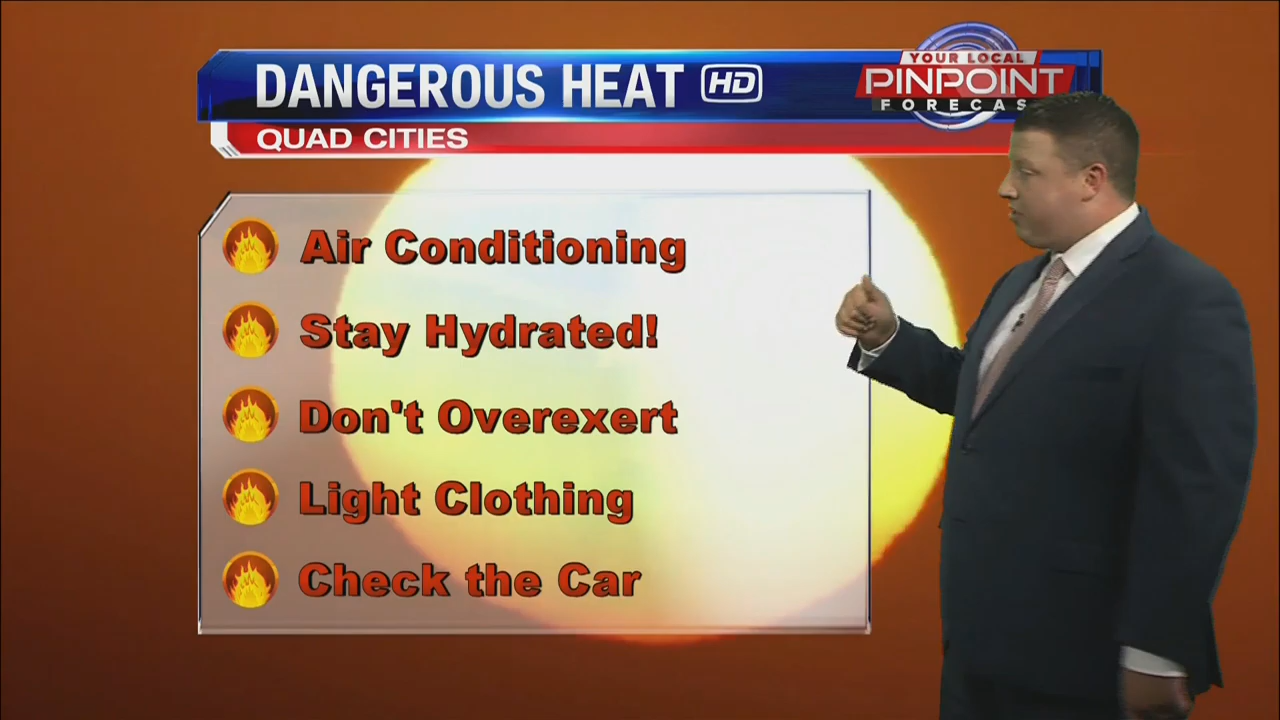 DANGEROUS HEAT HD
YOUR LOCAL
PINPOINT
FORECAS
QUAD CITIES
Air Conditioning
Stay Hydrated!
Don't Overexert
Light Clothing
Check the Car